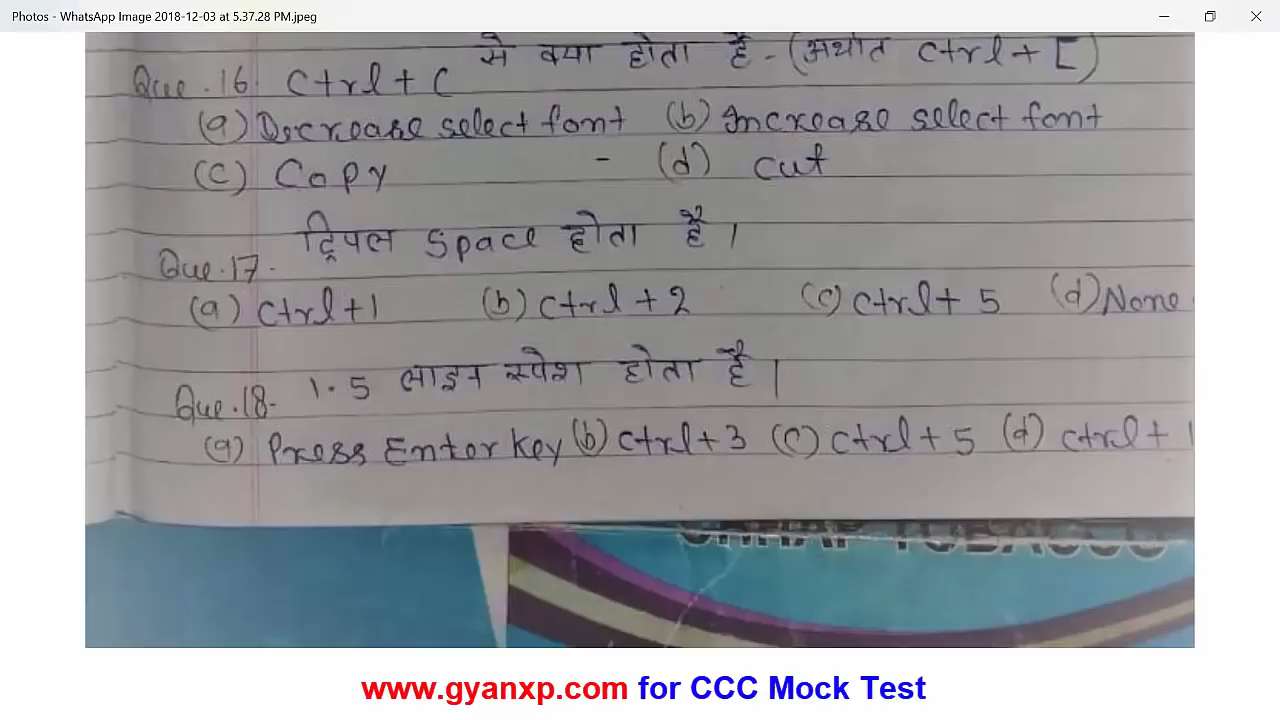 Photos - WhatsApp Image 2018-12-03 at 5.37.28 PM.jpeg
Que.16. Ctrl + [ से क्या होता है - (अर्थात Ctrl + [)
(a) Decrease select font (b) Increase select font
(c) Copy - (d) cut
Que.17. ट्रिपल Space होता है।
(a) Ctrl+1 (b) Ctrl + 2 (c) Ctrl+ 5 (d) None
Que.18. 1.5 लाइन स्पेश होता है।
(a) Press Enter Key (b) Ctrl+3 (c) Ctrl + 5 (d) Ctrl + 1
TOBACCO
www.gyanxp.com for CCC Mock Test